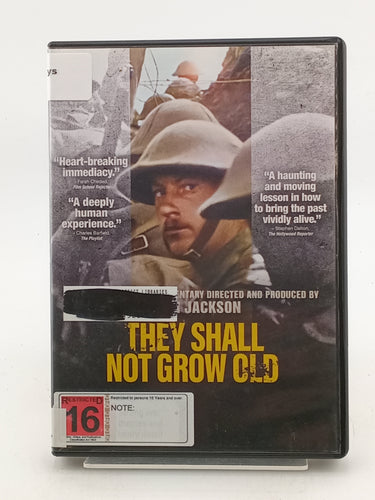 ys
“Heart-breaking
immediacy.”
- Farah Cheded,
Film School Rejects
“A deeply
human
experience.”
- Charles Barfield,
The Playlist
“A haunting
and moving
lesson in how
to bring the past
vividly alive.”
- Stephen Dalton,
The Hollywood Reporter
LIBRARIES
NTARY DIRECTED AND PRODUCED BY
JACKSON
THEY SHALL
NOT GROW OLD
RESTRICTED
16
Restricted to persons 16 Years and over
NOTE: